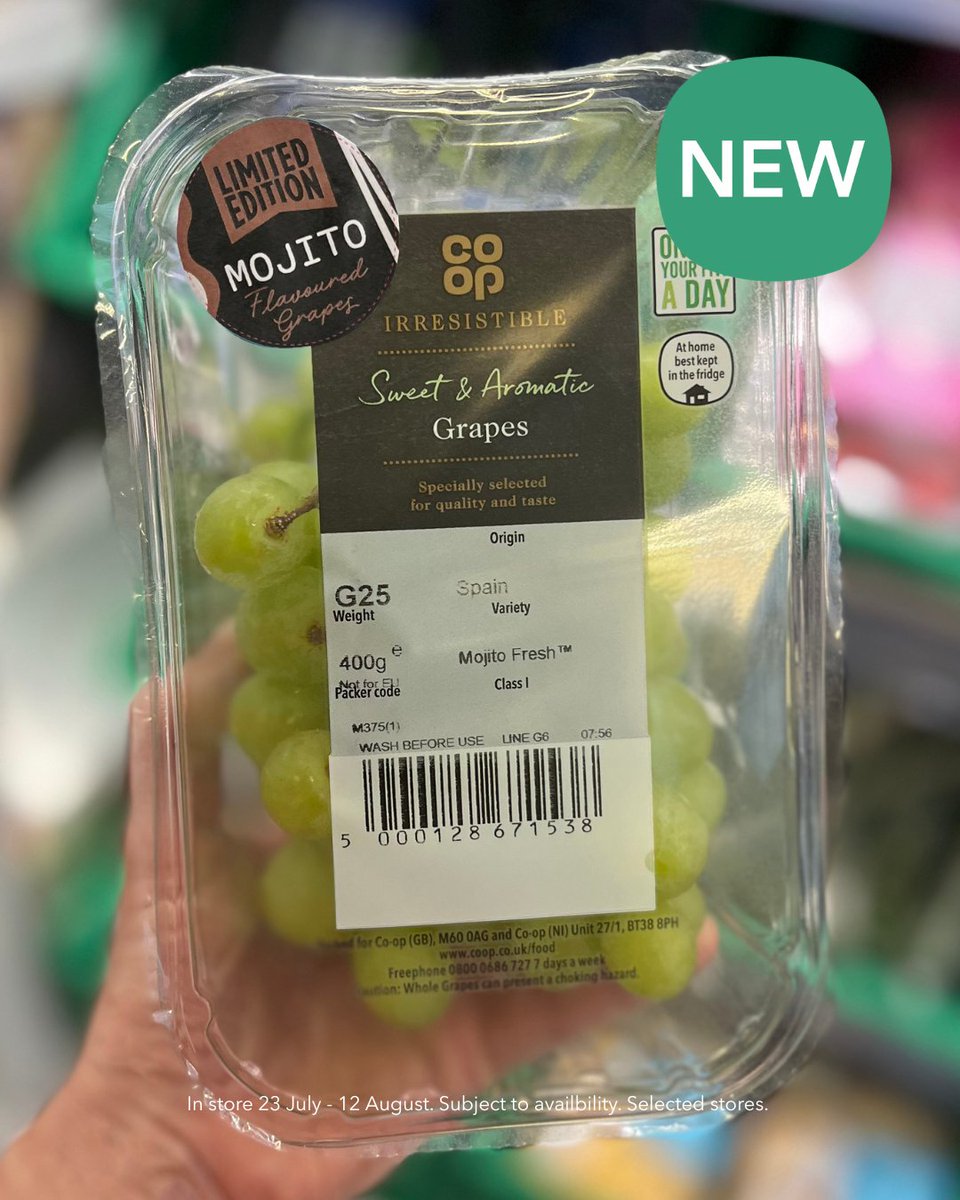 LIMITED
EDITION
MOJITO
Flavoured
Grapes
NEW
CO
OP
IRRESISTIBLE
Sweet & Aromatic
Grapes
Specially selected
for quality and taste
YOUR
A DAY
At home
best kept
in the fridge
Origin
G25
Spain
Weight
Variety
400g e
Mojito Fresh™
Not for EU
Packer code
Class I
M375(1)
WASH BEFORE USE LINE G6 07:56
5 000128 671538
for Co-op (GB), M60 0AG and Co-op (NI) Unit 27/1, BT38 8PH
www.coop.co.uk/food
Freephone 0800 0686 727 7 days a week
Whole Grapes can present a choking hazard.
In store 23 July - 12 August. Subject to availbility. Selected stores.